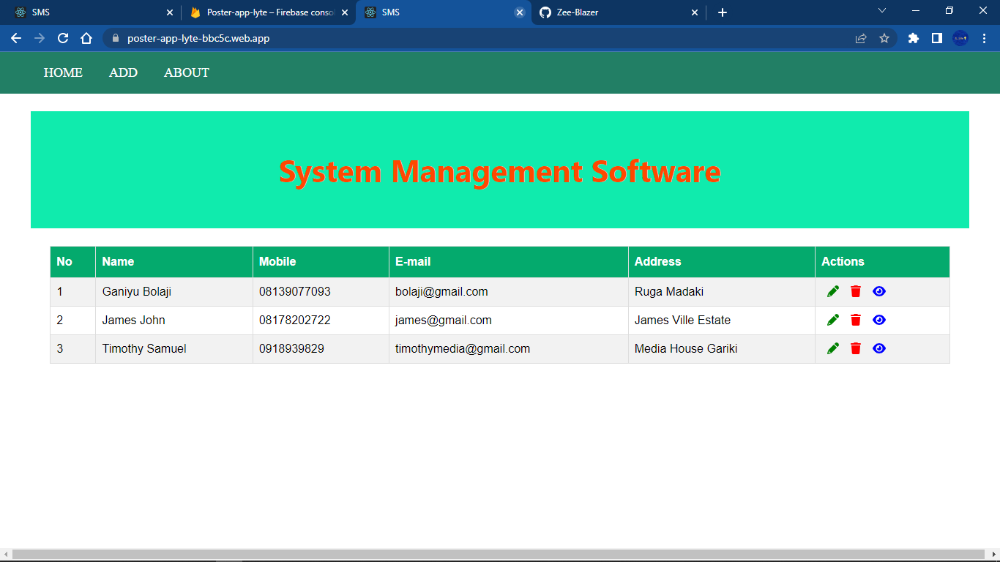 SMS Poster-app-lyte – Firebase consol SMS Zee-Blazer
poster-app-lyte-bbc5c.web.app
HOME ADD ABOUT
System Management Software
No Name Mobile E-mail Address Actions
1 Ganiyu Bolaji 08139077093 bolaji@gmail.com Ruga Madaki
2 James John 08178202722 james@gmail.com James Ville Estate
3 Timothy Samuel 0918939829 timothymedia@gmail.com Media House Gariki